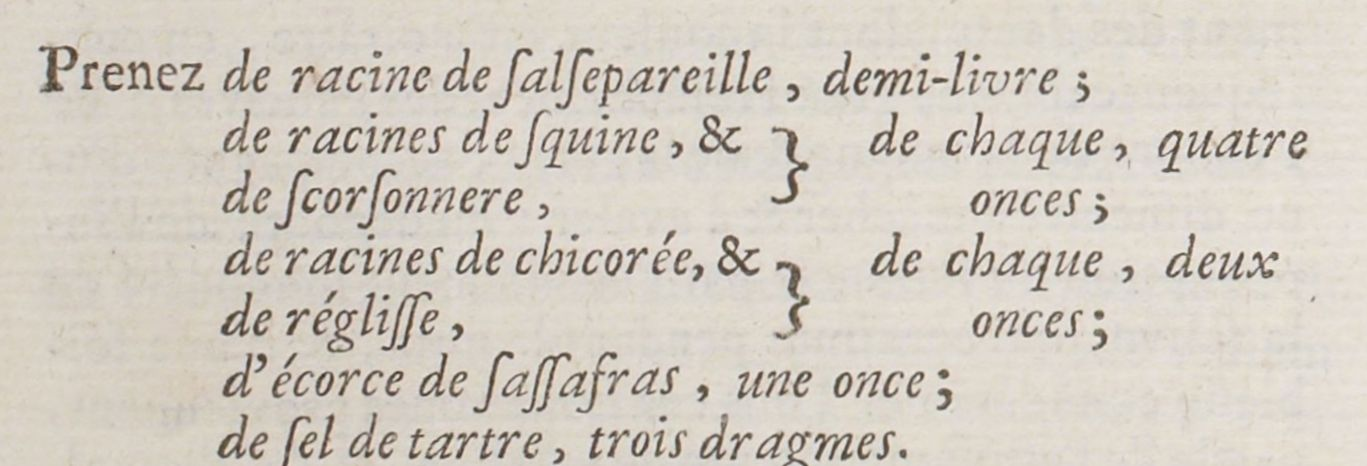 Prenez de racine de ſalſepareille, demi-livre;
de racines de ſquine, & } de chaque, quatre
de ſcorſonnere, onces;
de racines de chicorée, & } de chaque, deux
de régliſſe, onces;
d'écorce de ſaſſafras, une once;
de ſel de tartre, trois dragmes.